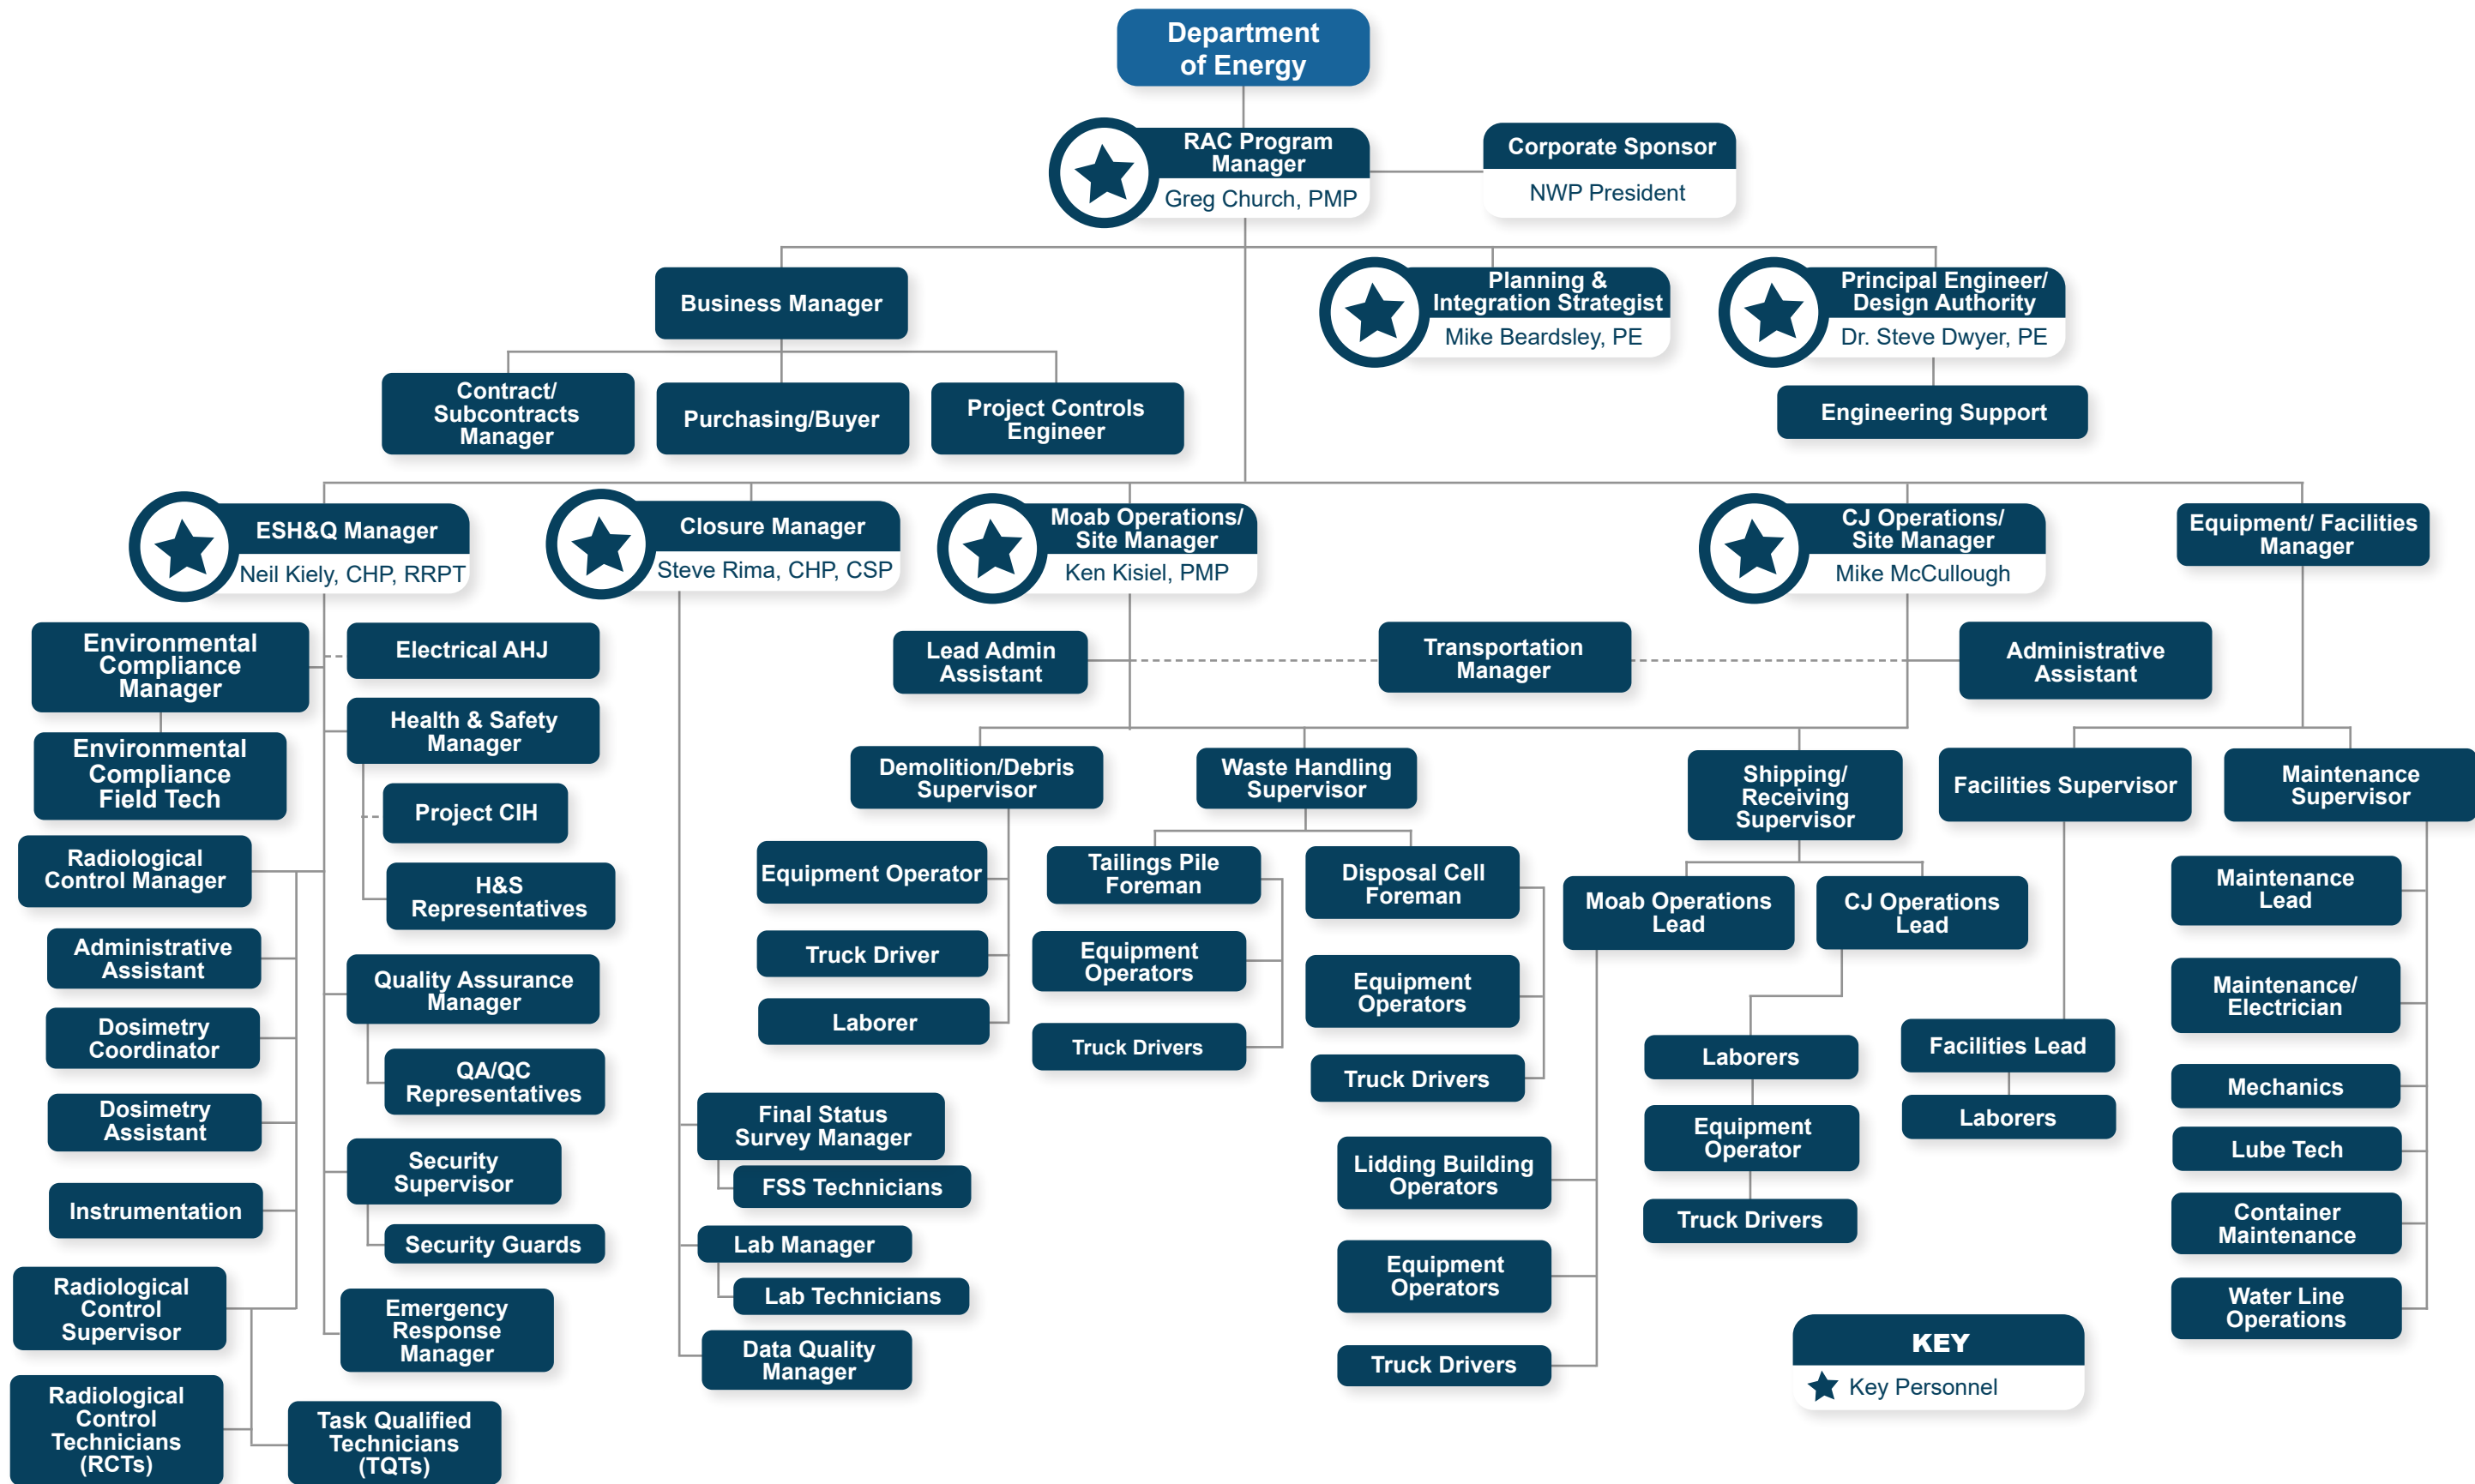 Department
of Energy
RAC Program
Manager
Greg Church, PMP
Corporate Sponsor
NWP President
Business Manager
Planning &
Integration Strategist
Mike Beardsley, PE
Principal Engineer/
Design Authority
Dr. Steve Dwyer, PE
Contract/
Subcontracts
Manager
Purchasing/Buyer
Project Controls
Engineer
Engineering Support
ESH&Q Manager
Neil Kiely, CHP, RRPT
Closure Manager
Steve Rima, CHP, CSP
Moab Operations/
Site Manager
Ken Kisiel, PMP
CJ Operations/
Site Manager
Mike McCullough
Equipment/ Facilities
Manager
Environmental
Compliance
Manager
Electrical AHJ
Lead Admin
Assistant
Transportation
Manager
Administrative
Assistant
Health & Safety
Manager
Environmental
Compliance
Field Tech
Project CIH
H&S
Representatives
Radiological
Control Manager
Administrative
Assistant
Dosimetry
Coordinator
Dosimetry
Assistant
Instrumentation
Radiological
Control
Supervisor
Radiological
Control
Technicians
(RCTs)
Task Qualified
Technicians
(TQTs)
Quality Assurance
Manager
QA/QC
Representatives
Security
Supervisor
Security Guards
Emergency
Response
Manager
Final Status
Survey Manager
FSS Technicians
Lab Manager
Lab Technicians
Data Quality
Manager
Demolition/Debris
Supervisor
Equipment Operator
Truck Driver
Laborer
Waste Handling
Supervisor
Tailings Pile
Foreman
Equipment
Operators
Truck Drivers
Disposal Cell
Foreman
Equipment
Operators
Truck Drivers
Shipping/
Receiving
Supervisor
Moab Operations
Lead
Lidding Building
Operators
Equipment
Operators
Truck Drivers
CJ Operations
Lead
Laborers
Equipment
Operator
Truck Drivers
Facilities Supervisor
Facilities Lead
Laborers
Maintenance
Supervisor
Maintenance
Lead
Maintenance/
Electrician
Mechanics
Lube Tech
Container
Maintenance
Water Line
Operations
KEY
Key Personnel